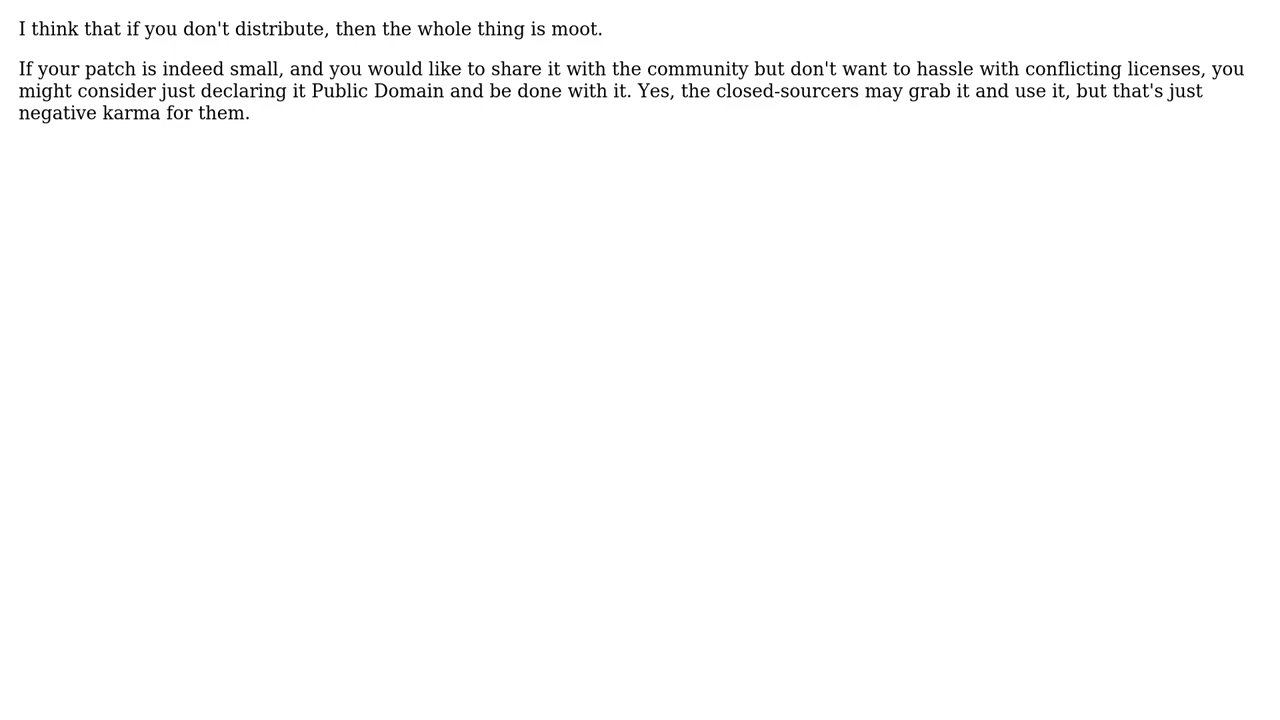 I think that if you don't distribute, then the whole thing is moot.
If your patch is indeed small, and you would like to share it with the community but don't want to hassle with conflicting licenses, you
might consider just declaring it Public Domain and be done with it. Yes, the closed-sourcers may grab it and use it, but that's just
negative karma for them.